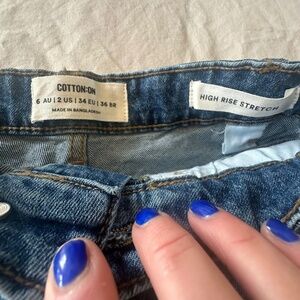 COTTON:ON
6 AU | 2 US | 34 EU | 36 BR
MADE IN BANGLADESH
HIGH RISE STRETCH